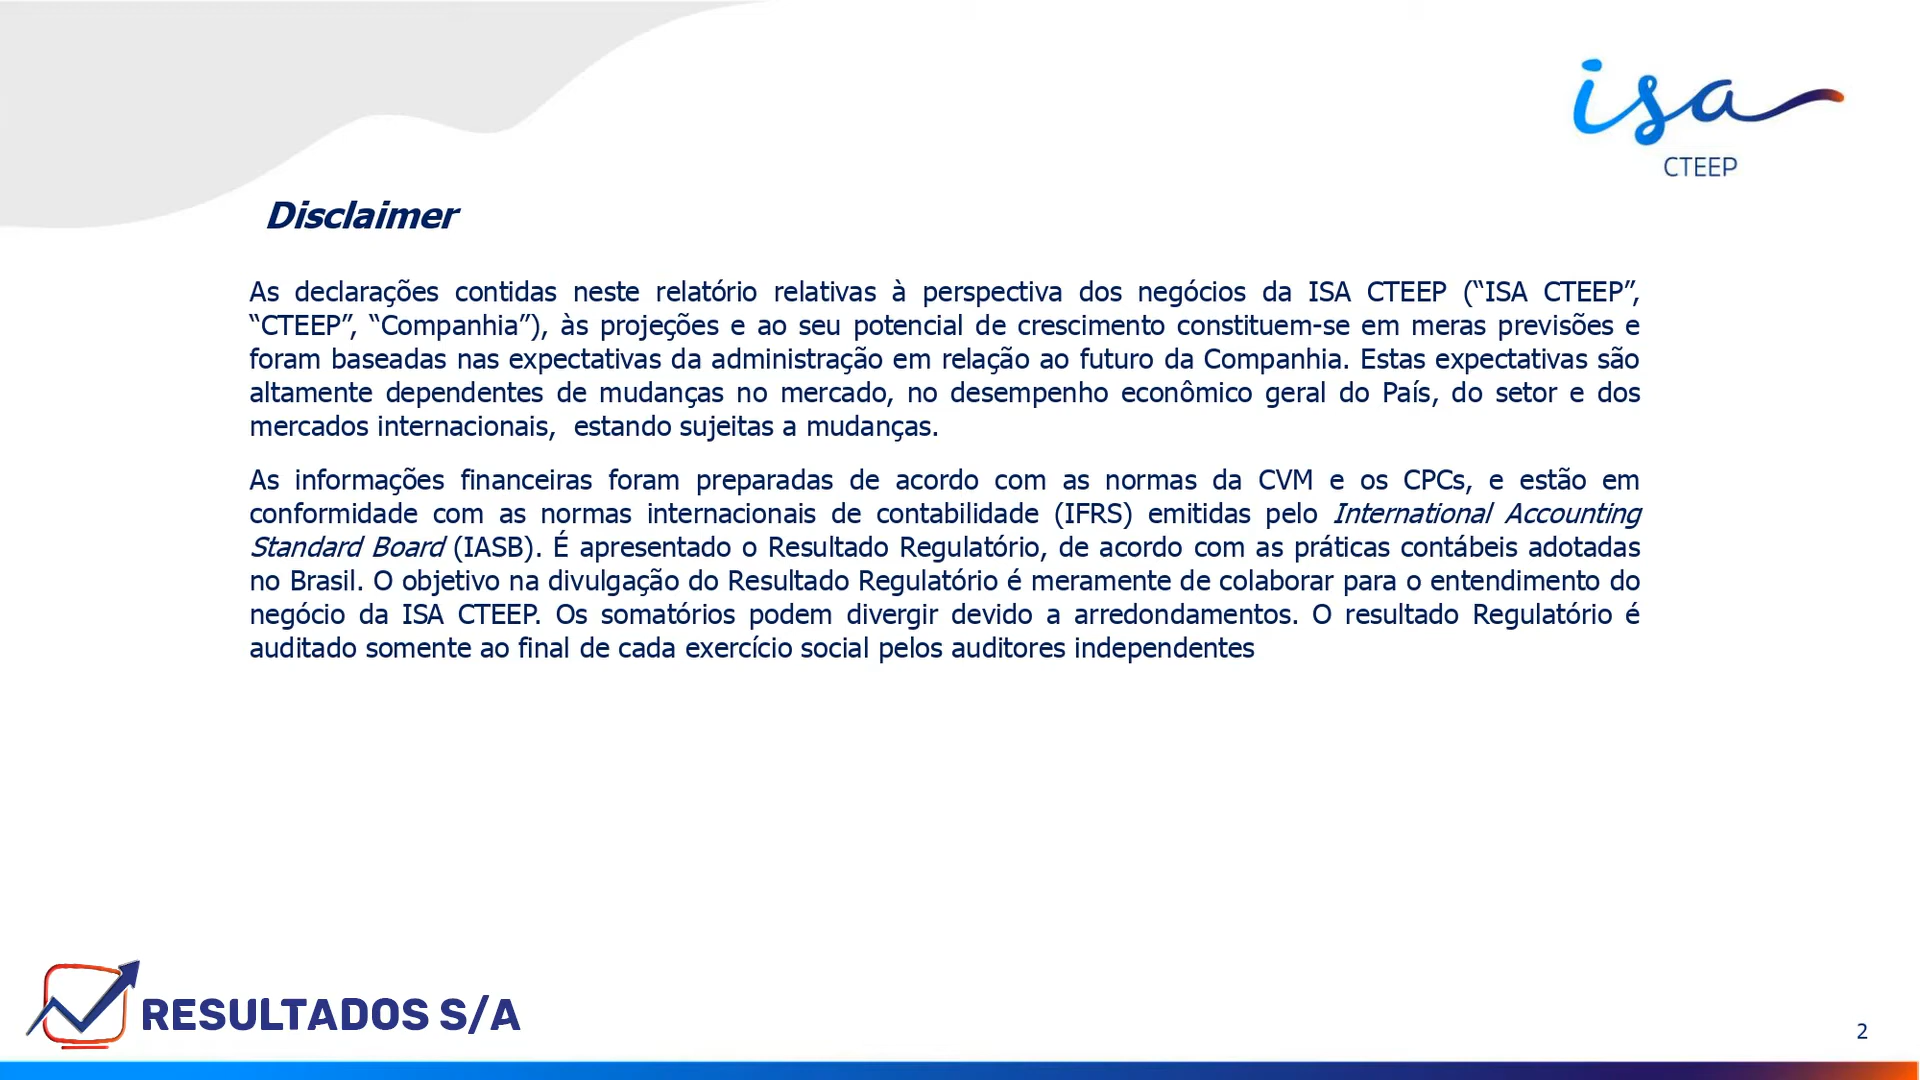 isa
CTEEP
Disclaimer
As declarações contidas neste relatório relativas à perspectiva dos negócios da ISA CTEEP (“ISA CTEEP”,
“CTEEP”, “Companhia”), às projeções e ao seu potencial de crescimento constituem-se em meras previsões e
foram baseadas nas expectativas da administração em relação ao futuro da Companhia. Estas expectativas são
altamente dependentes de mudanças no mercado, no desempenho econômico geral do País, do setor e dos
mercados internacionais,  estando sujeitas a mudanças.
As informações financeiras foram preparadas de acordo com as normas da CVM e os CPCs, e estão em
conformidade com as normas internacionais de contabilidade (IFRS) emitidas pelo International Accounting
Standard Board (IASB). É apresentado o Resultado Regulatório, de acordo com as práticas contábeis adotadas
no Brasil. O objetivo na divulgação do Resultado Regulatório é meramente de colaborar para o entendimento do
negócio da ISA CTEEP. Os somatórios podem divergir devido a arredondamentos. O resultado Regulatório é
auditado somente ao final de cada exercício social pelos auditores independentes
RESULTADOS S/A
2